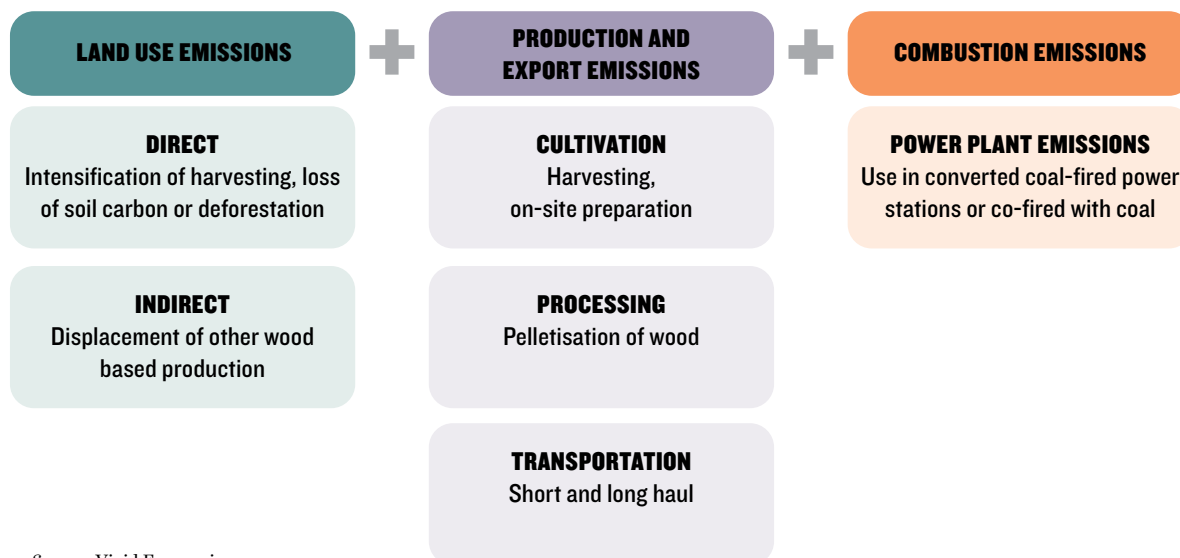 LAND USE EMISSIONS
DIRECT
Intensification of harvesting, loss
of soil carbon or deforestation
INDIRECT
Displacement of other wood
based production
PRODUCTION AND
EXPORT EMISSIONS
CULTIVATION
Harvesting,
on-site preparation
PROCESSING
Pelletisation of wood
TRANSPORTATION
Short and long haul
COMBUSTION EMISSIONS
POWER PLANT EMISSIONS
Use in converted coal-fired power
stations or co-fired with coal